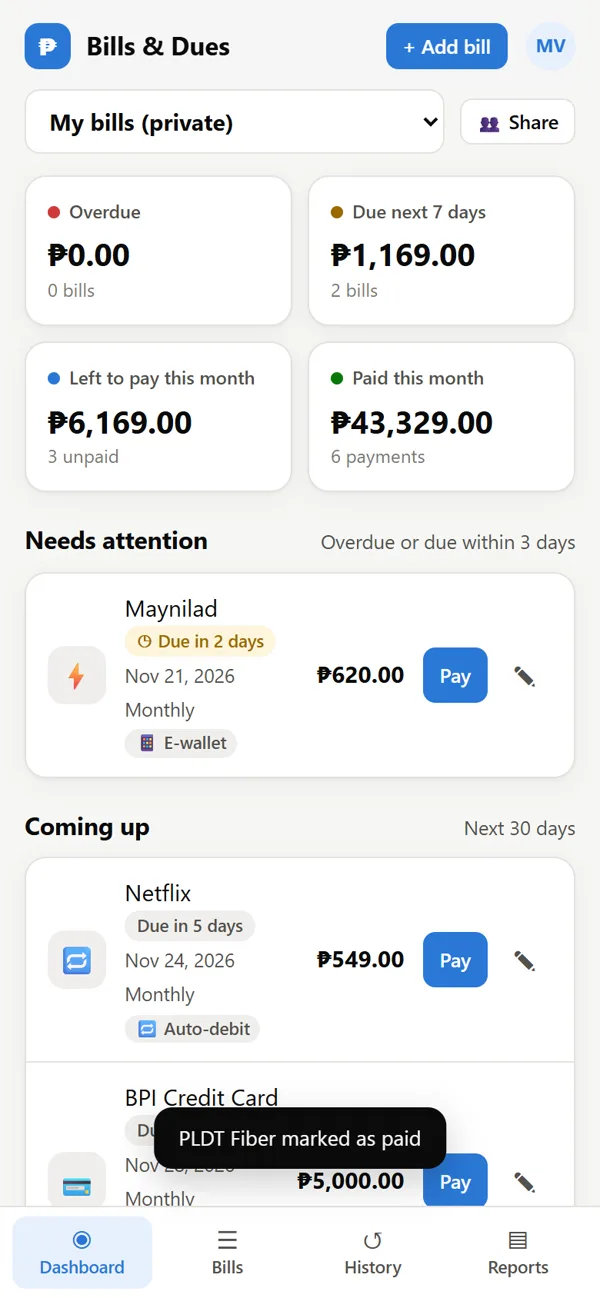 ₱ Bills & Dues + Add bill MV
My bills (private) Share
Overdue
₱0.00
0 bills
Due next 7 days
₱1,169.00
2 bills
Left to pay this month
₱6,169.00
3 unpaid
Paid this month
₱43,329.00
6 payments
Needs attention Overdue or due within 3 days
Maynilad
Due in 2 days
Nov 21, 2026
Monthly
E-wallet
₱620.00 Pay
Coming up Next 30 days
Netflix
Due in 5 days
Nov 24, 2026
Monthly
Auto-debit
₱549.00 Pay
BPI Credit Card
PLDT Fiber marked as paid
Nov
Monthly
₱5,000.00 Pay
Dashboard Bills History Reports